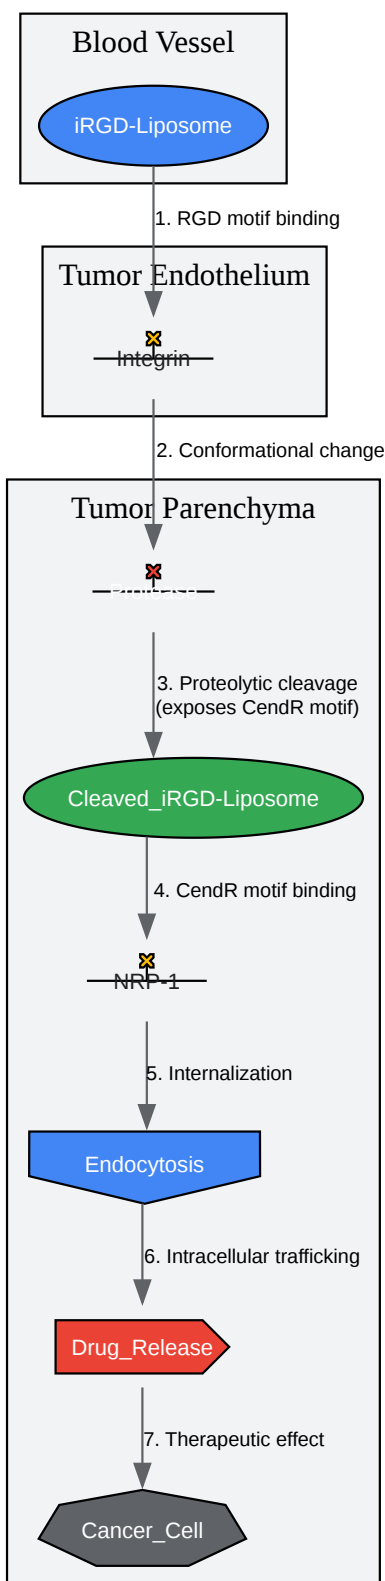 Blood Vessel
iRGD-Liposome
1. RGD motif binding
Tumor Endothelium
Integrin
2. Conformational change
Tumor Parenchyma
Protease
3. Proteolytic cleavage
(exposes CendR motif)
Cleaved_iRGD-Liposome
4. CendR motif binding
NRP-1
5. Internalization
Endocytosis
6. Intracellular trafficking
Drug_Release
7. Therapeutic effect
Cancer_Cell